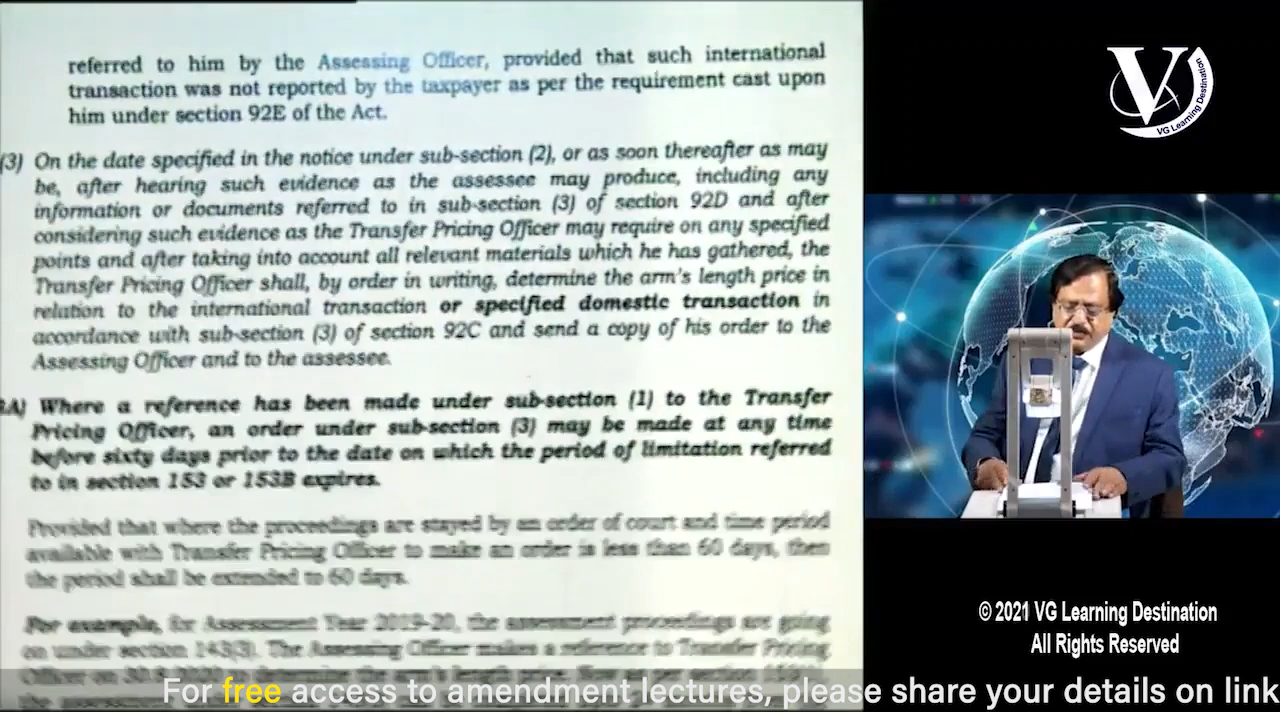 referred to him by the Assessing Officer, provided that such international
transaction was not reported by the taxpayer as per the requirement cast upon
him under section 92E of the Act.
(3) On the date specified in the notice under sub-section (2), or as soon thereafter as may
be, after hearing such evidence as the assessee may produce, including any
information or documents referred to in sub-section (3) of section 92D and after
considering such evidence as the Transfer Pricing Officer may require on any specified
points and after taking into account all relevant materials which he has gathered, the
Transfer Pricing Officer shall, by order in writing, determine the arm's length price in
relation to the international transaction or specified domestic transaction in
accordance with sub-section (3) of section 92C and send a copy of his order to the
Assessing Officer and to the assessee.
A) Where a reference has been made under sub-section (1) to the Transfer
Pricing Officer, an order under sub-section (3) may be made at any time
before sixty days prior to the date on which the period of limitation referred
to in section 153 or 153B expires.
Provided that where the proceedings are stayed by an order of court and time period
available with Transfer Pricing Officer to make an order is less than 60 days, then
the period shall be extended to 60 days.
For example, for Assessment Year 2019-20, the assessment proceedings are going
on under section 143(3). The Assessing Officer makes a reference to Transfer Pricing
Officer on
For free access to amendment lectures, please share your details on link
V
VG Learning Destination
© 2021 VG Learning Destination
All Rights Reserved